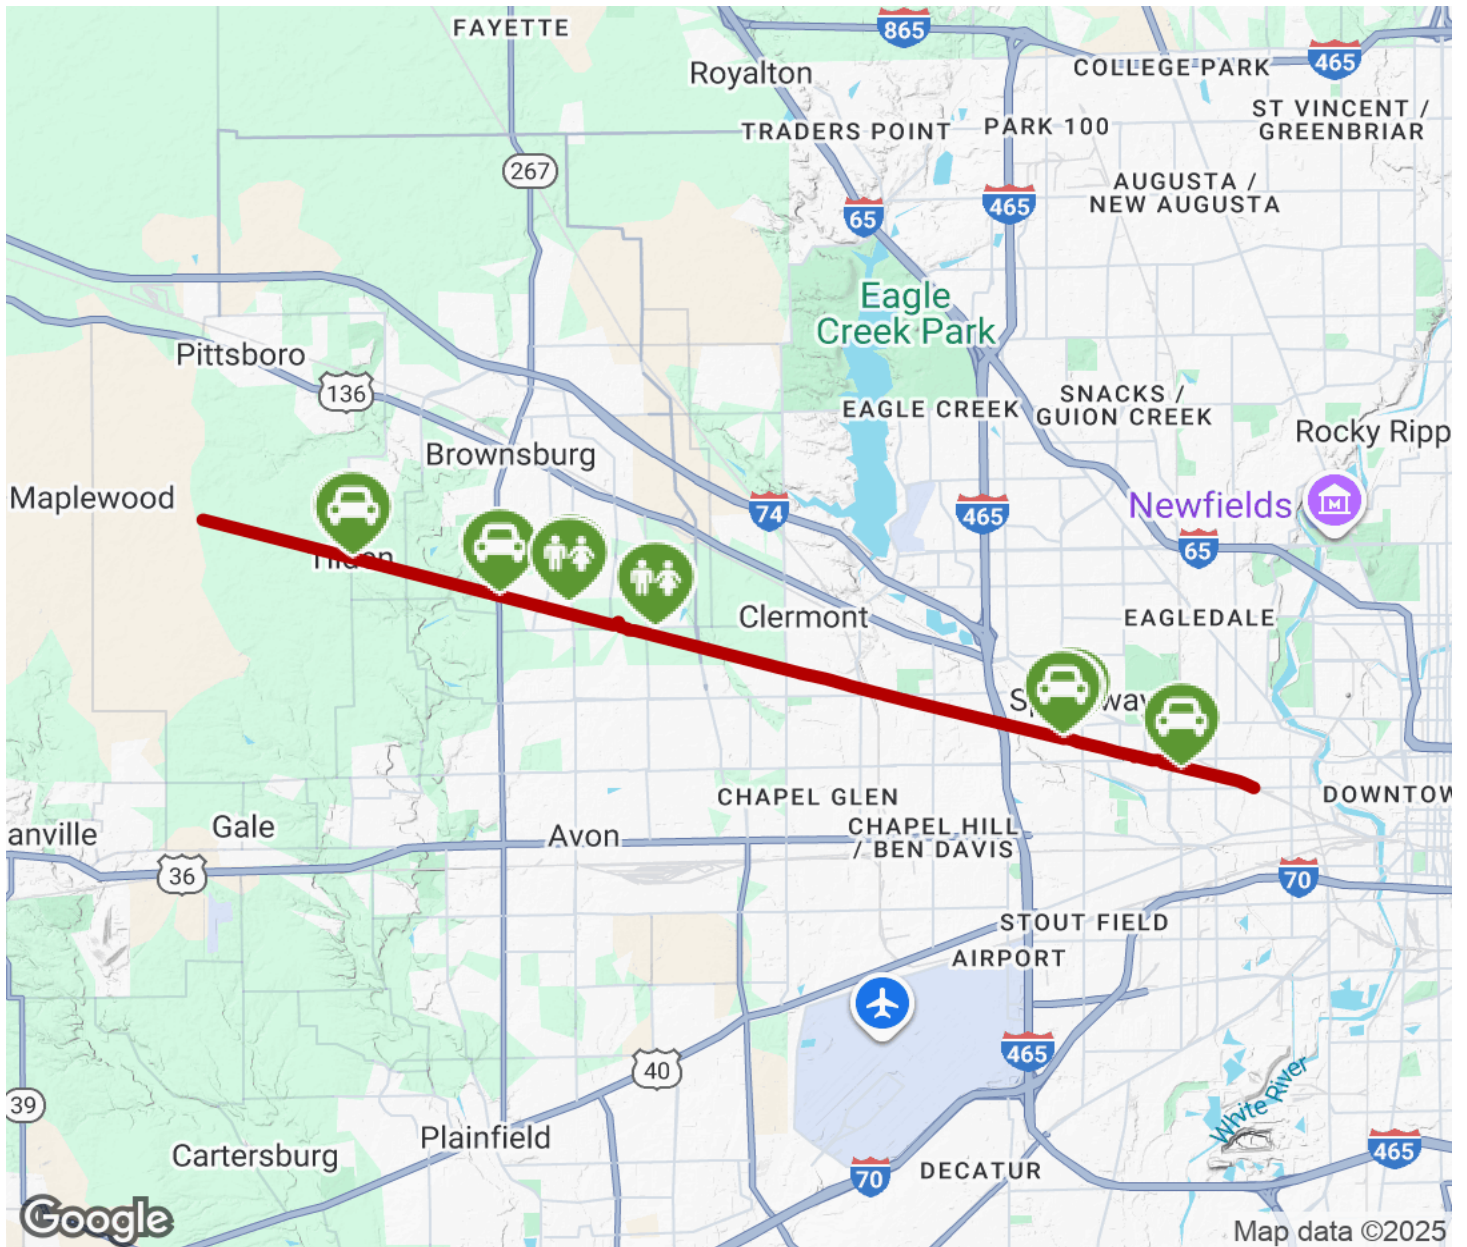 FAYETTE
865
Royalton
COLLEGE PARK
465
ST VINCENT /
GREENBRIAR
TRADERS POINT
PARK 100
267
AUGUSTA /
NEW AUGUSTA
65
465
Eagle
Creek Park
Pittsboro
136
EAGLE CREEK
SNACKS /
GUION CREEK
Rocky Ripp
Brownsburg
Maplewood
74
465
Newfields
M
65
Clermont
EAGLEDALE
CHAPEL GLEN
DOWNTOW
anville
Gale
Avon
CHAPEL HILL
/ BEN DAVIS
36
70
STOUT FIELD
AIRPORT
465
40
39
White River
Plainfield
Cartersburg
70
DECATUR
465
Google
Map data ©2025